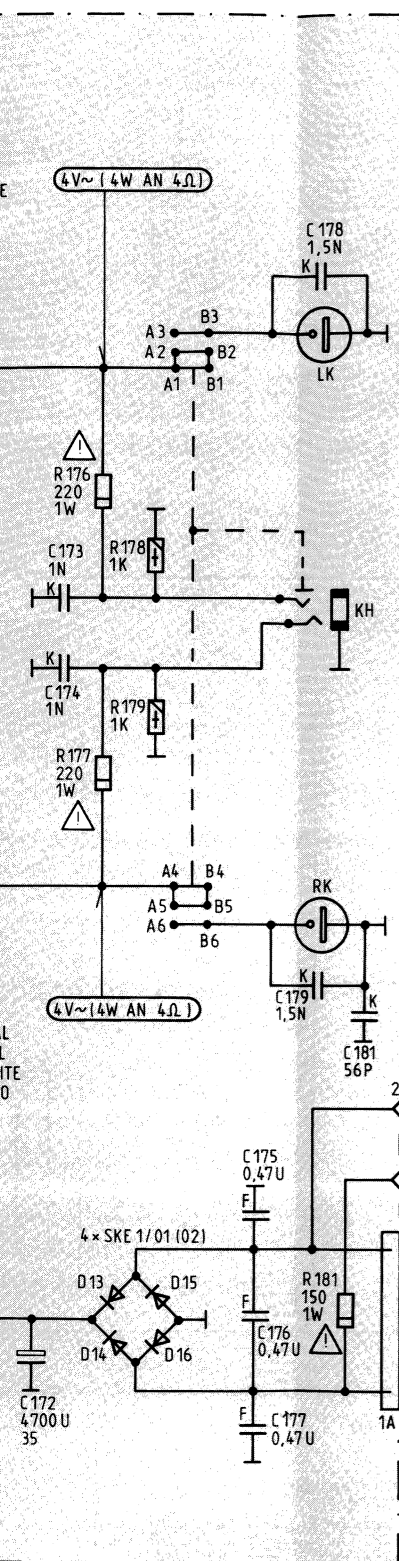 4V~ (4W AN 4Ω)
E
C178
1,5N
K
B3
A3
A2
B2
A1
B1
LK
R176
220
1W
C173
1N
R178
1K
K
KH
K
C174
1N
R179
1K
R177
220
1W
A4
B4
A5
B5
A6
B6
RK
K
C179
1,5N
K
4V~ (4W AN 4Ω)
C181
56P
L
ITE
0
2
C175
0,47U
F
4 x SKE 1/01 (02)
D13
D15
R181
150
1W
F
C176
0,47U
D14
D16
C172
4700U
35
F
C177
0,47U
1A